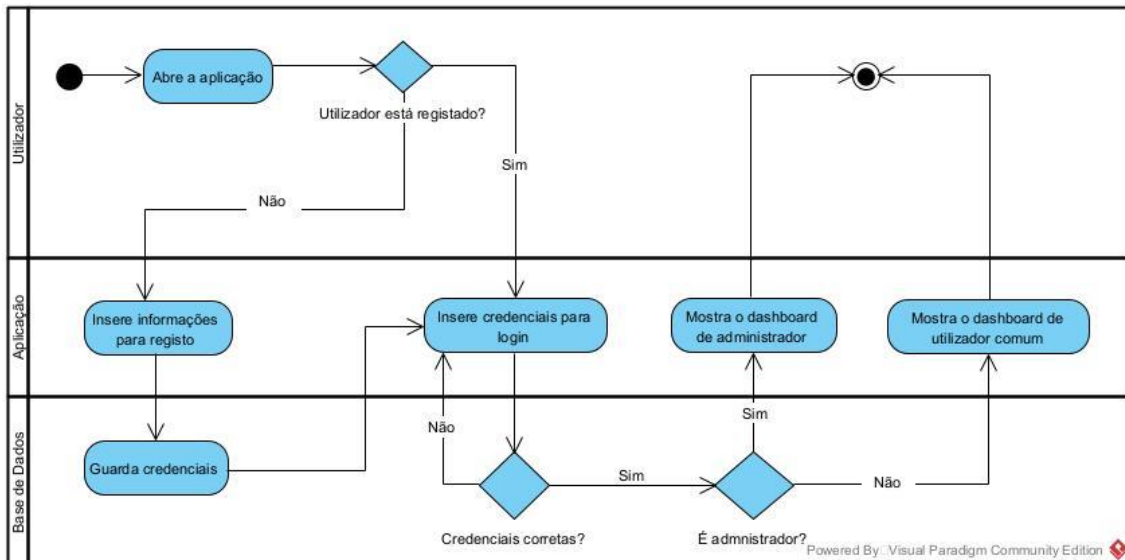 Utilizador
Abre a aplicação
Utilizador está registado?
Sim
Não
Aplicação
Insere informações
para registo
Insere credenciais para
login
Mostra o dashboard
de admnistrador
Mostra o dashboard de
utilizador comum
Base de Dados
Guarda credenciais
Não
Credenciais corretas?
Sim
Sim
É admnistrador?
Não
Powered By Visual Paradigm Community Edition